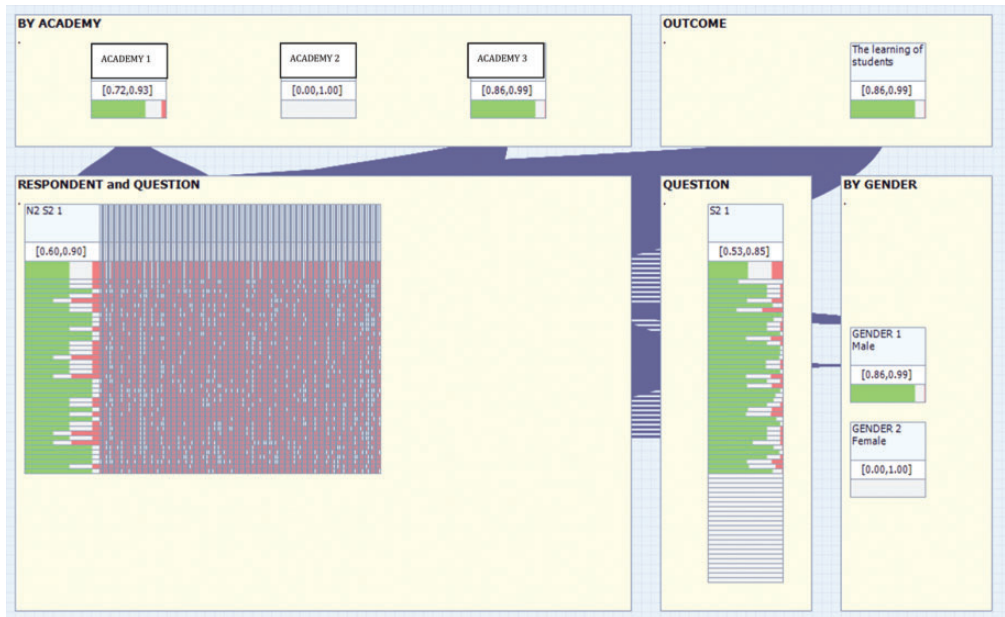 BY ACADEMY
ACADEMY 1
ACADEMY 2
ACADEMY 3
[0.72,0.93]
[0.00,1.00]
[0.86,0.99]
OUTCOME
The learning of
students
[0.86,0.99]
RESPONDENT and QUESTION
N2 S2 1
[0.60,0.90]
QUESTION
S2 1
[0.53,0.85]
BY GENDER
GENDER 1
Male
[0.86,0.99]
GENDER 2
Female
[0.00,1.00]